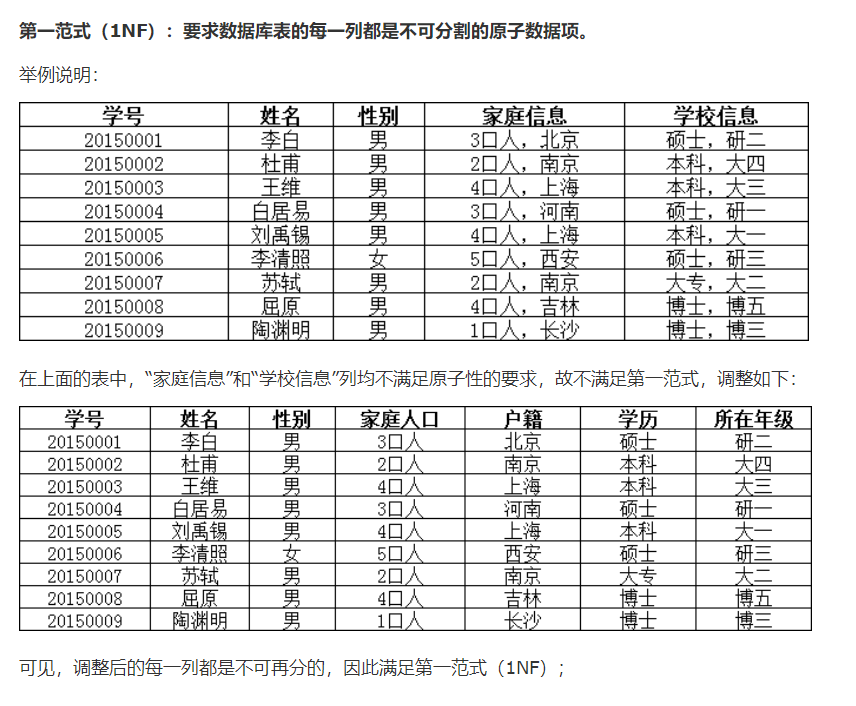 第一范式（1NF）：要求数据库表的每一列都是不可分割的原子数据项。
举例说明：
学号 姓名 性别 家庭信息 学校信息
20150001 李白 男 3口人，北京 硕士，研二
20150002 杜甫 男 2口人，南京 本科，大四
20150003 王维 男 4口人，上海 本科，大三
20150004 白居易 男 3口人，河南 硕士，研一
20150005 刘禹锡 男 4口人，上海 本科，大一
20150006 李清照 女 5口人，西安 硕士，研三
20150007 苏轼 男 2口人，南京 大专，大二
20150008 屈原 男 4口人，吉林 博士，博五
20150009 陶渊明 男 1口人，长沙 博士，博三
在上面的表中，“家庭信息”和“学校信息”列均不满足原子性的要求，故不满足第一范式，调整如下：
学号 姓名 性别 家庭人口 户籍 学历 所在年级
20150001 李白 男 3口人 北京 硕士 研二
20150002 杜甫 男 2口人 南京 本科 大四
20150003 王维 男 4口人 上海 本科 大三
20150004 白居易 男 3口人 河南 硕士 研一
20150005 刘禹锡 男 4口人 上海 本科 大一
20150006 李清照 女 5口人 西安 硕士 研三
20150007 苏轼 男 2口人 南京 大专 大二
20150008 屈原 男 4口人 吉林 博士 博五
20150009 陶渊明 男 1口人 长沙 博士 博三
可见，调整后的每一列都是不可再分的，因此满足第一范式（1NF）；